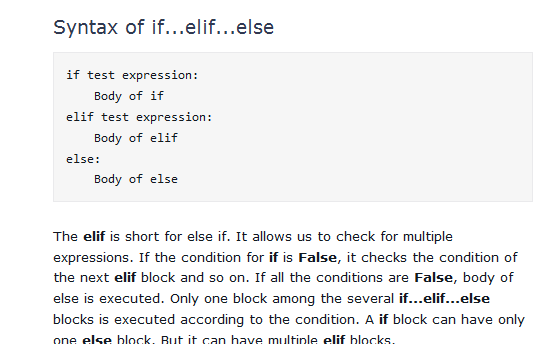 Syntax of if...elif...else
if test expression:
    Body of if
elif test expression:
    Body of elif
else:
    Body of else
The elif is short for else if. It allows us to check for multiple
expressions. If the condition for if is False, it checks the condition of
the next elif block and so on. If all the conditions are False, body of
else is executed. Only one block among the several if...elif...else
blocks is executed according to the condition. A if block can have only
one else block. But it can have multiple elif blocks.